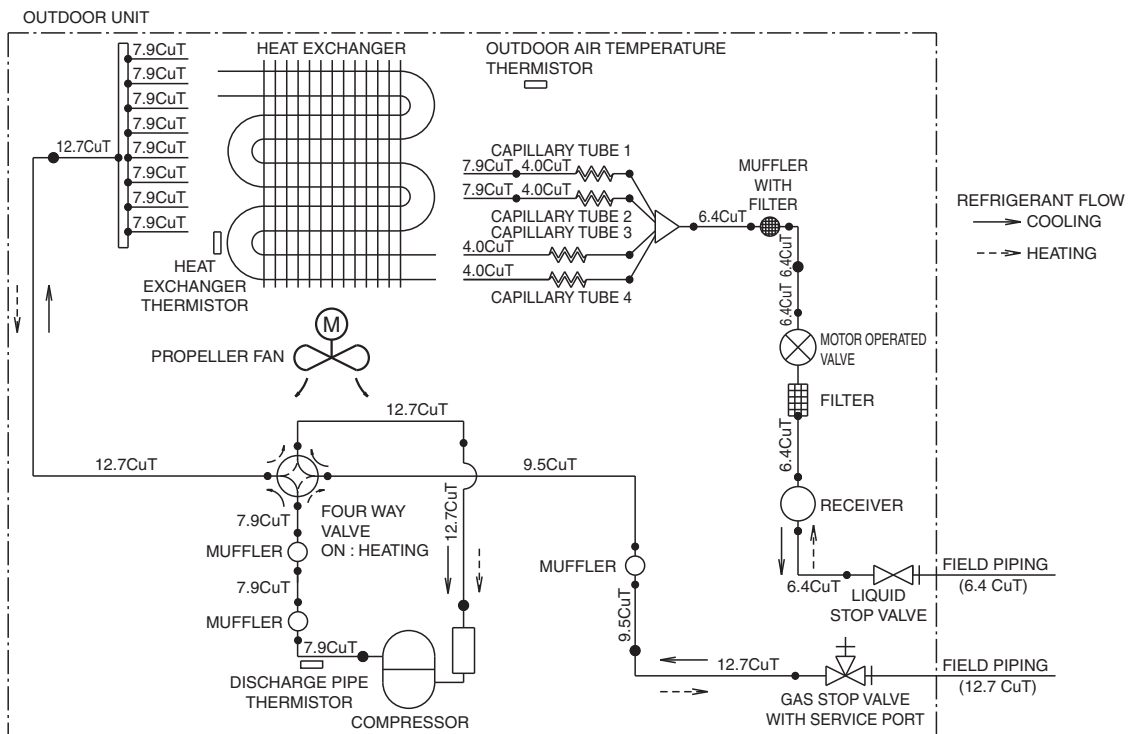 OUTDOOR UNIT
7.9CuT
7.9CuT
7.9CuT
7.9CuT
7.9CuT
7.9CuT
7.9CuT
7.9CuT
12.7CuT
HEAT EXCHANGER
HEAT
EXCHANGER
THERMISTOR
OUTDOOR AIR TEMPERATURE
THERMISTOR
CAPILLARY TUBE 1
7.9CuT
4.0CuT
7.9CuT
4.0CuT
CAPILLARY TUBE 2
CAPILLARY TUBE 3
4.0CuT
4.0CuT
CAPILLARY TUBE 4
6.4CuT
MUFFLER
WITH
FILTER
REFRIGERANT FLOW
COOLING
HEATING
6.4CuT
6.4CuT
MOTOR OPERATED
VALVE
FILTER
6.4CuT
RECEIVER
M
PROPELLER FAN
12.7CuT
12.7CuT
9.5CuT
12.7CuT
7.9CuT
FOUR WAY
VALVE
ON : HEATING
MUFFLER
7.9CuT
MUFFLER
7.9CuT
DISCHARGE PIPE
THERMISTOR
COMPRESSOR
MUFFLER
9.5CuT
6.4CuT
LIQUID
STOP VALVE
FIELD PIPING
(6.4 CuT)
12.7CuT
GAS STOP VALVE
WITH SERVICE PORT
FIELD PIPING
(12.7 CuT)